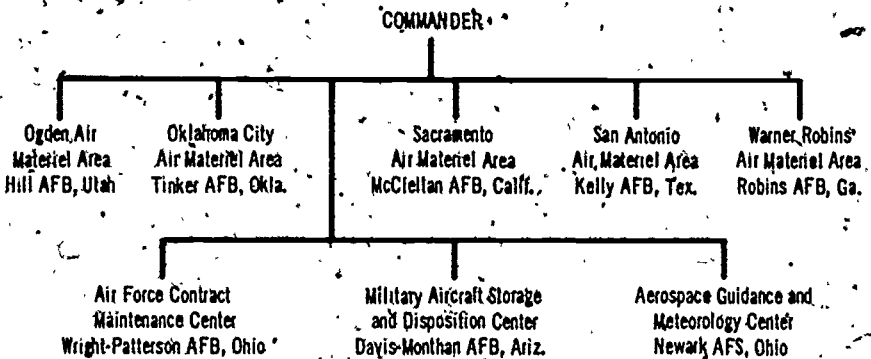 COMMANDER
Ogden Air
Materiel Area
Hill AFB, Utah
Oklahoma City
Air Materiel Area
Tinker AFB, Okla.
Sacramento
Air Materiel Area
McClellan AFB, Calif.
San Antonio
Air Materiel Area
Kelly AFB, Tex.
Warner Robins
Air Materiel Area
Robins AFB, Ga.
Air Force Contract
Maintenance Center
Wright-Patterson AFB, Ohio
Military Aircraft Storage
and Disposition Center
Davis-Monthan AFB, Ariz.
Aerospace Guidance and
Meteorology Center
Newark AFS, Ohio